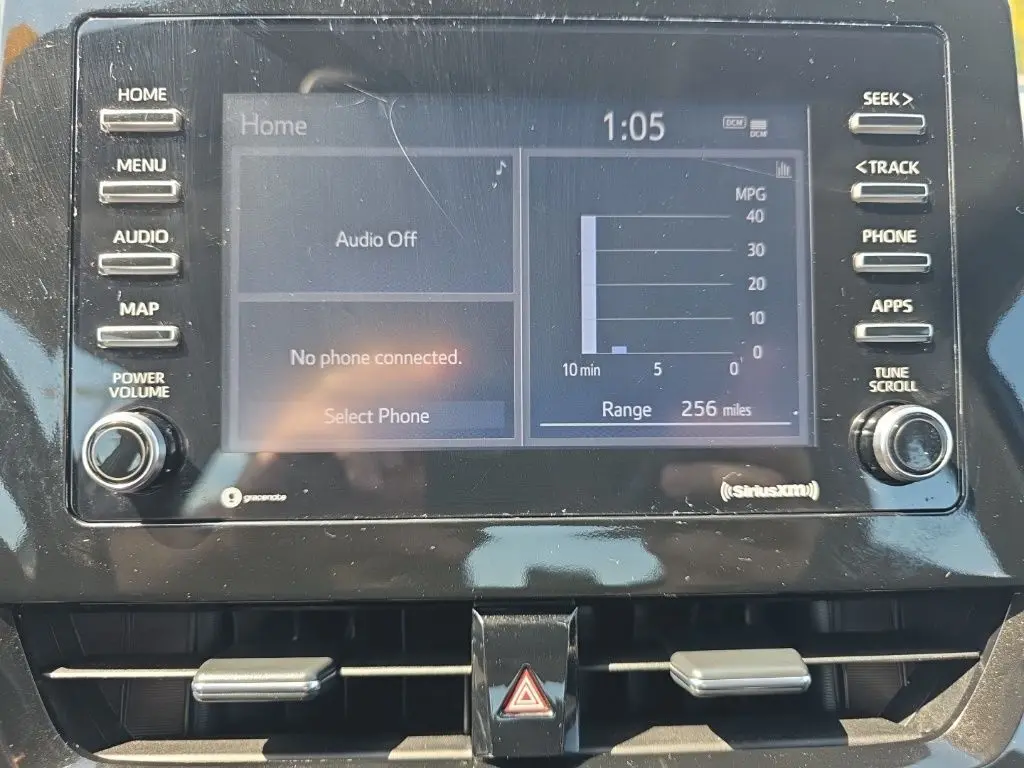 HOME
MENU
AUDIO
MAP
POWER
VOLUME
Home
1:05
DCM
DCM
Audio Off
No phone connected.
Select Phone
MPG
40
30
20
10
0
10 min 5 0
Range 256 miles
SEEK >
< TRACK
PHONE
APPS
TUNE
SCROLL
g gracenote
((SiriusXM))